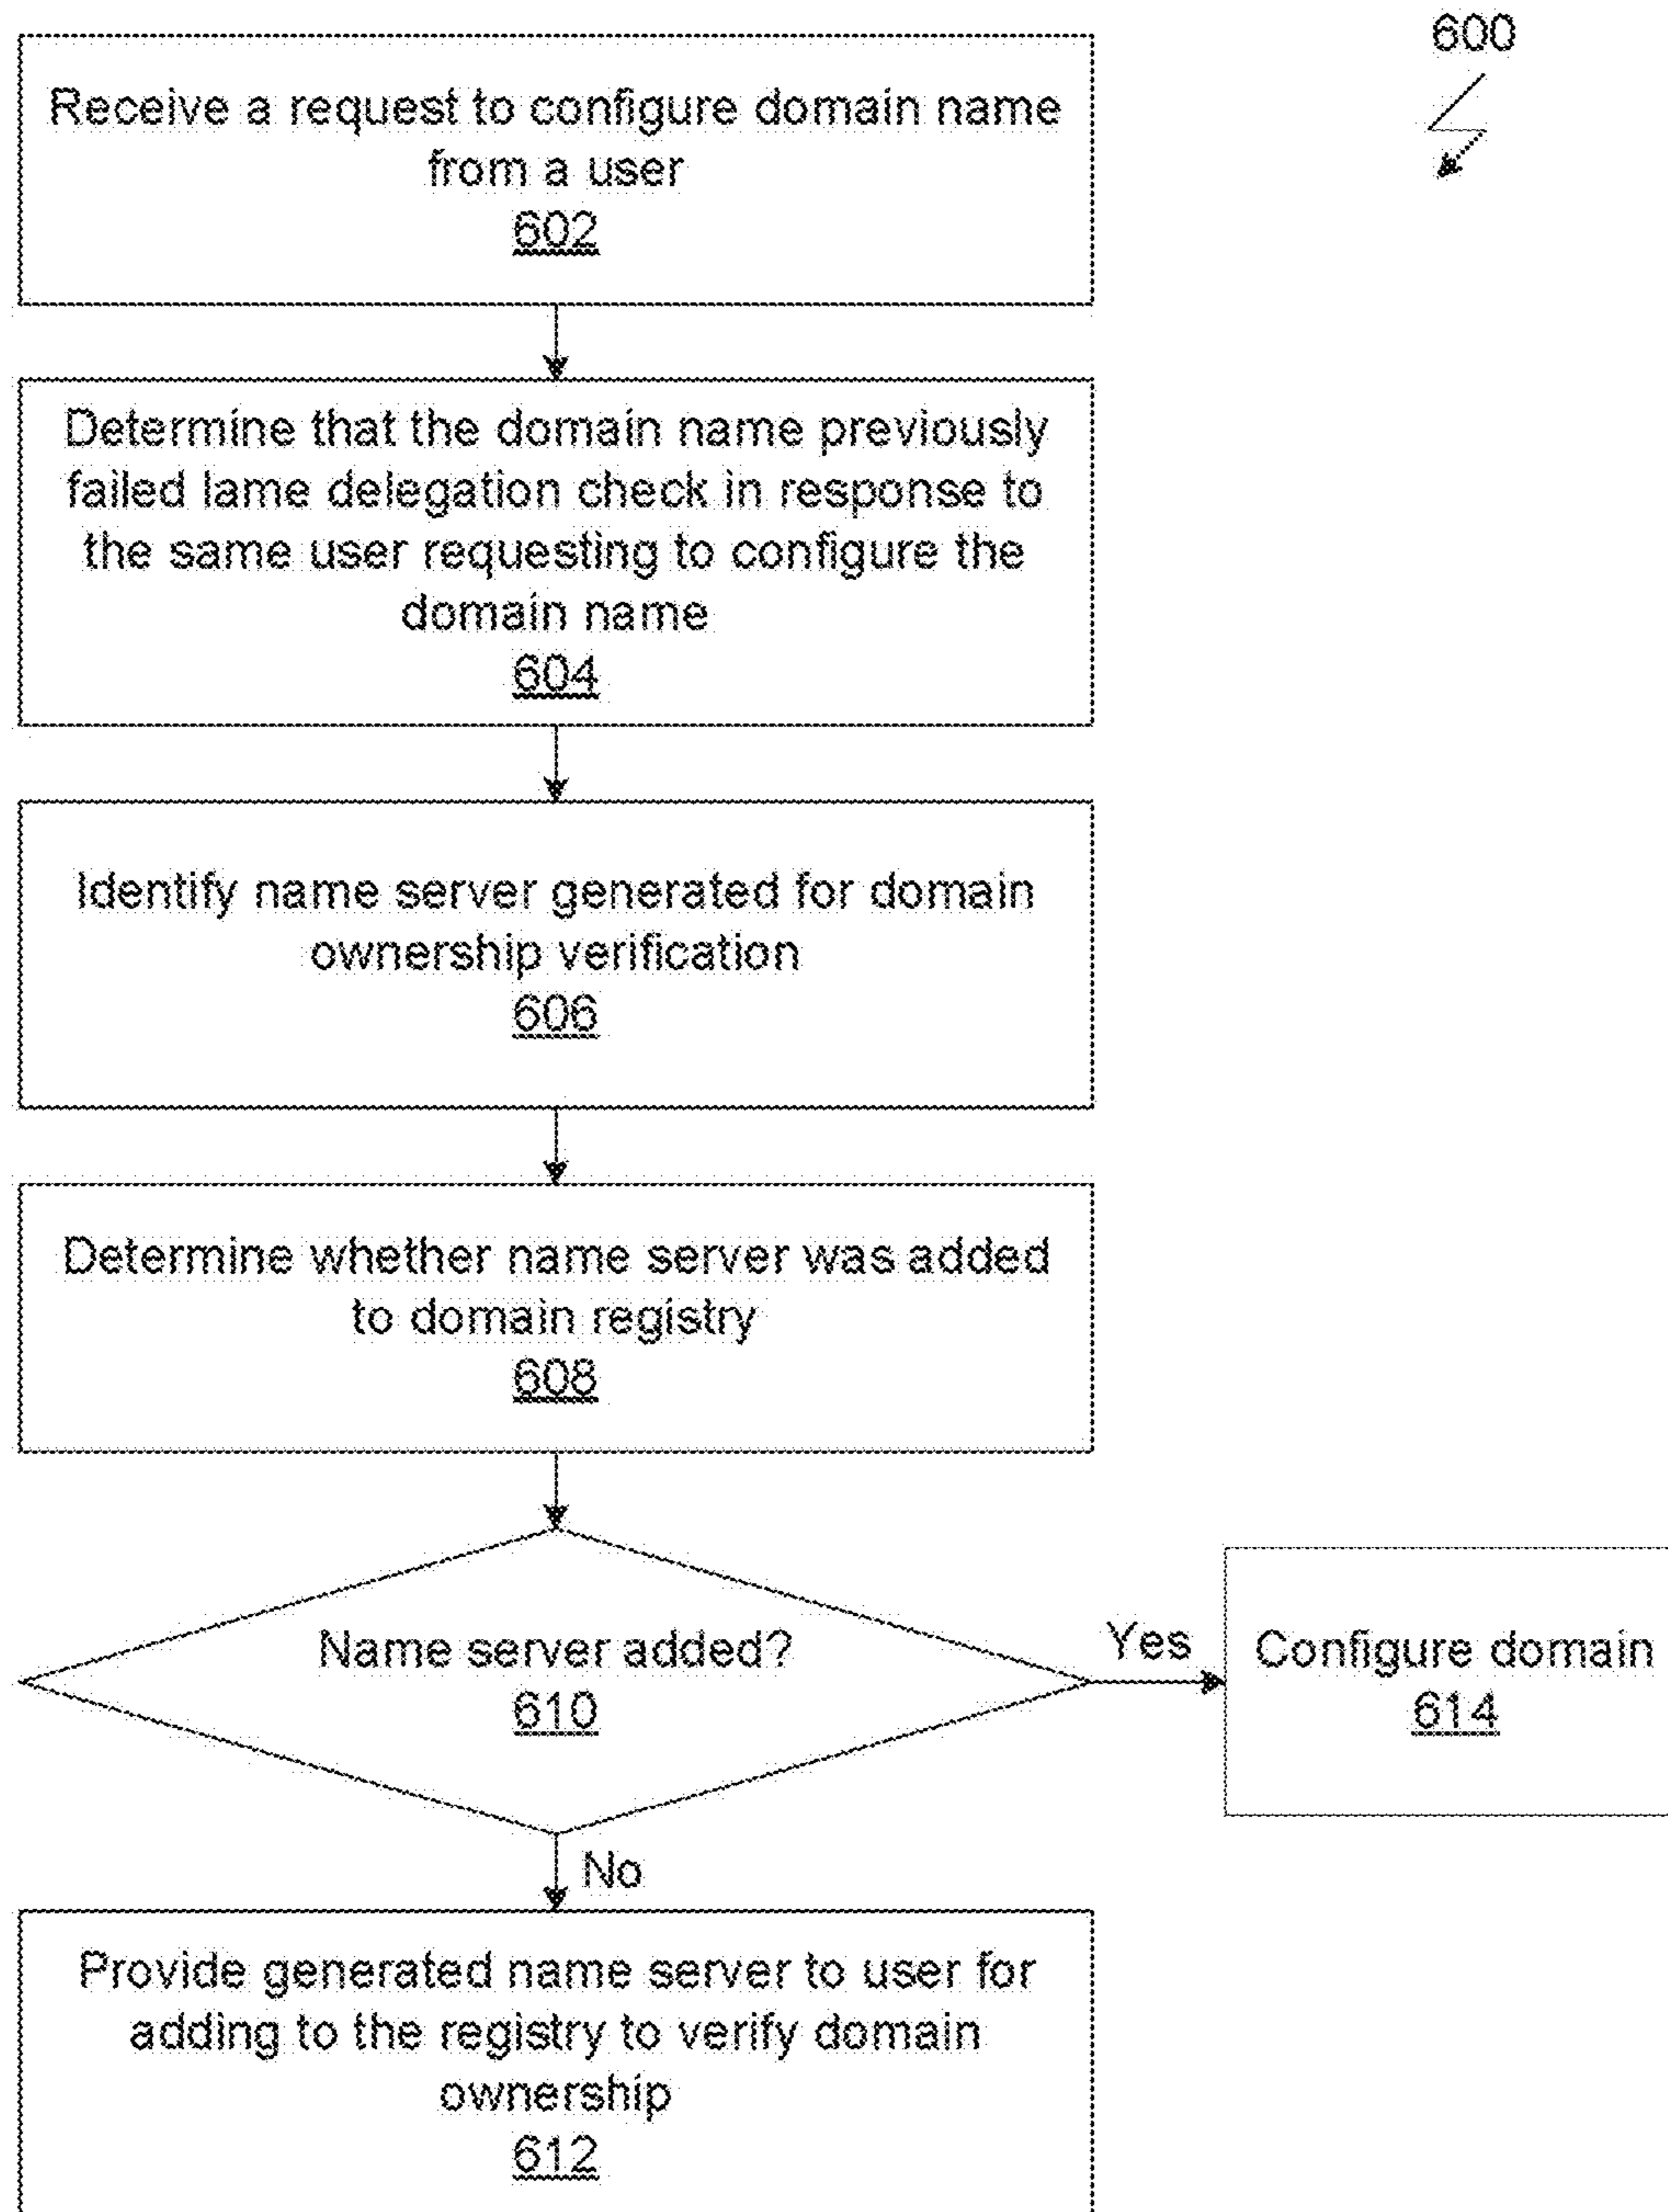 600
Receive a request to configure domain name
from a user
602
Determine that the domain name previously
failed lame delegation check in response to
the same user requesting to configure the
domain name
604
Identify name server generated for domain
ownership verification
606
Determine whether name server was added
to domain registry
608
Name server added?
610
Yes
Configure domain
614
No
Provide generated name server to user for
adding to the registry to verify domain
ownership
612